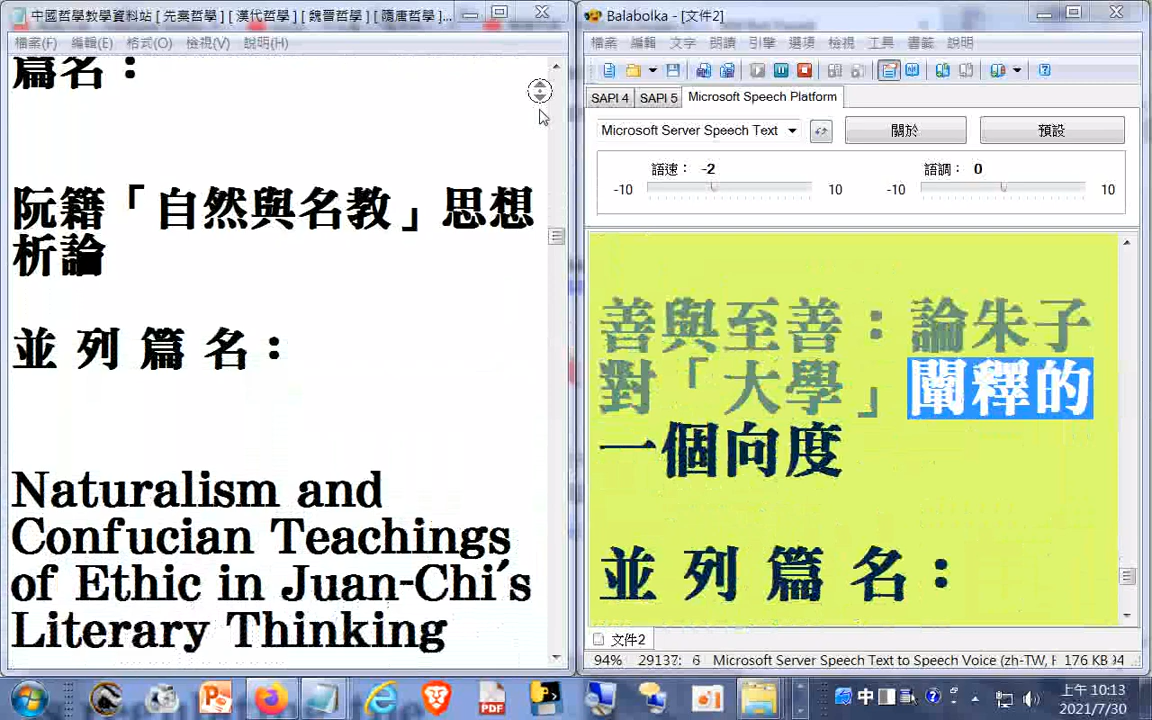 中國哲學教學資料站 [ 先秦哲學 ] [ 漢代哲學 ] [ 魏晉哲學 ] [ 隋唐哲學 ]...
檔案(F) 編輯(E) 格式(O) 檢視(V) 說明(H)
篇名：
阮籍「自然與名教」思想
析論
並 列 篇 名：
Naturalism and
Confucian Teachings
of Ethic in Juan-Chi's
Literary Thinking
Balabolka - [文件2]
檔案 編輯 文字 朗讀 引擎 選項 檢視 工具 書籤 說明
SAPI 4 SAPI 5 Microsoft Speech Platform
Microsoft Server Speech Text 關於 預設
語速： -2 語調： 0
-10 10 -10 10
善與至善：論朱子
對「大學」闡釋的
一個向度
並 列 篇 名：
文件2
94% 29137: 6 Microsoft Server Speech Text to Speech Voice (zh-TW, 176 KB
中 上午 10:13
2021/7/30